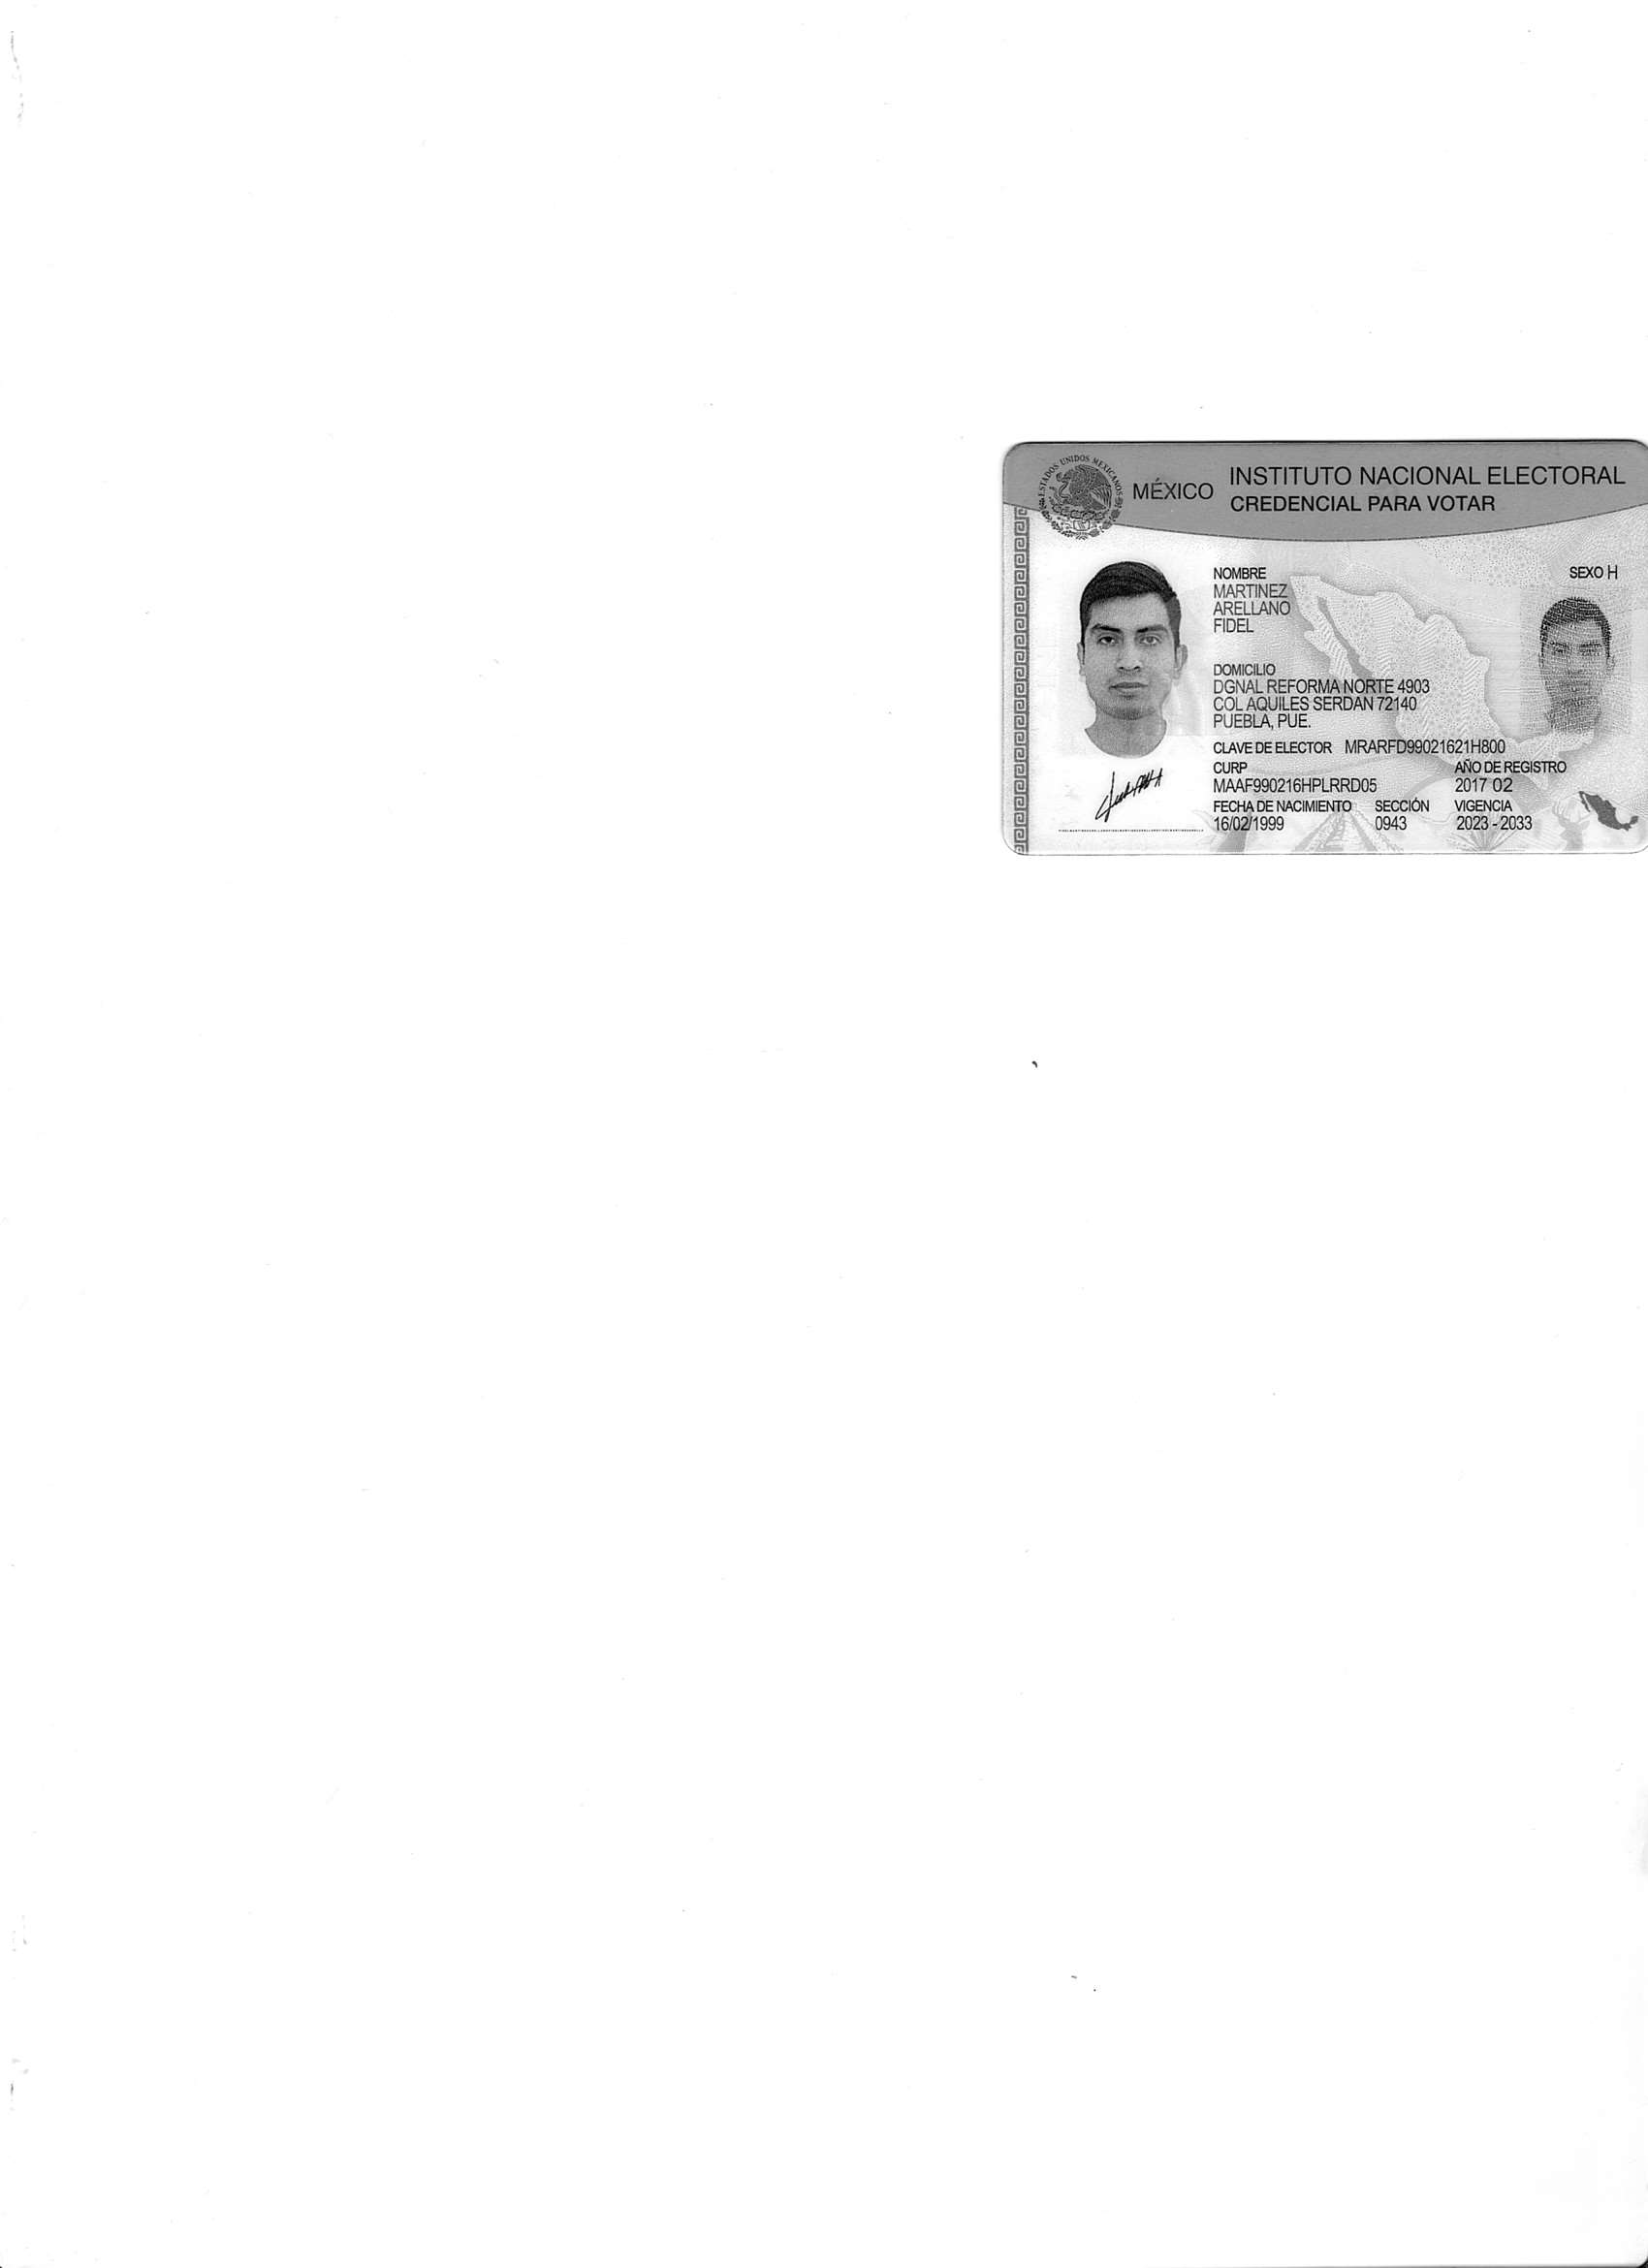 ESTADOS UNIDOS MEXICANOS
MÉXICO
INSTITUTO NACIONAL ELECTORAL
CREDENCIAL PARA VOTAR
NOMBRE
MARTINEZ
ARELLANO
FIDEL
SEXO H
DOMICILIO
DGNAL REFORMA NORTE 4903
COL AQUILES SERDAN 72140
PUEBLA, PUE.
CLAVE DE ELECTOR MRARFD99021621H800
CURP
MAAF990216HPLRRD05
AÑO DE REGISTRO
2017 02
FECHA DE NACIMIENTO
16/02/1999
SECCIÓN
0943
VIGENCIA
2023 - 2033